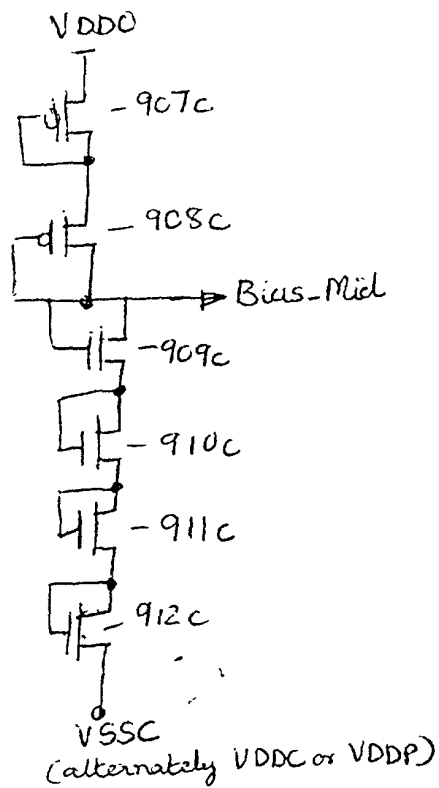 VDDO
907c
908c
Bias_Mid
909c
910c
911c
912c
VSSC
(alternately VDDC or VDDP)